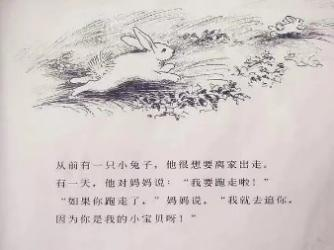 从前有一只小兔子，他很想要离家出走。
有一天，他对妈妈说：“我要跑走啦！”
“如果你跑走了，”妈妈说，“我就去追你，
因为你是我的小宝贝呀！”